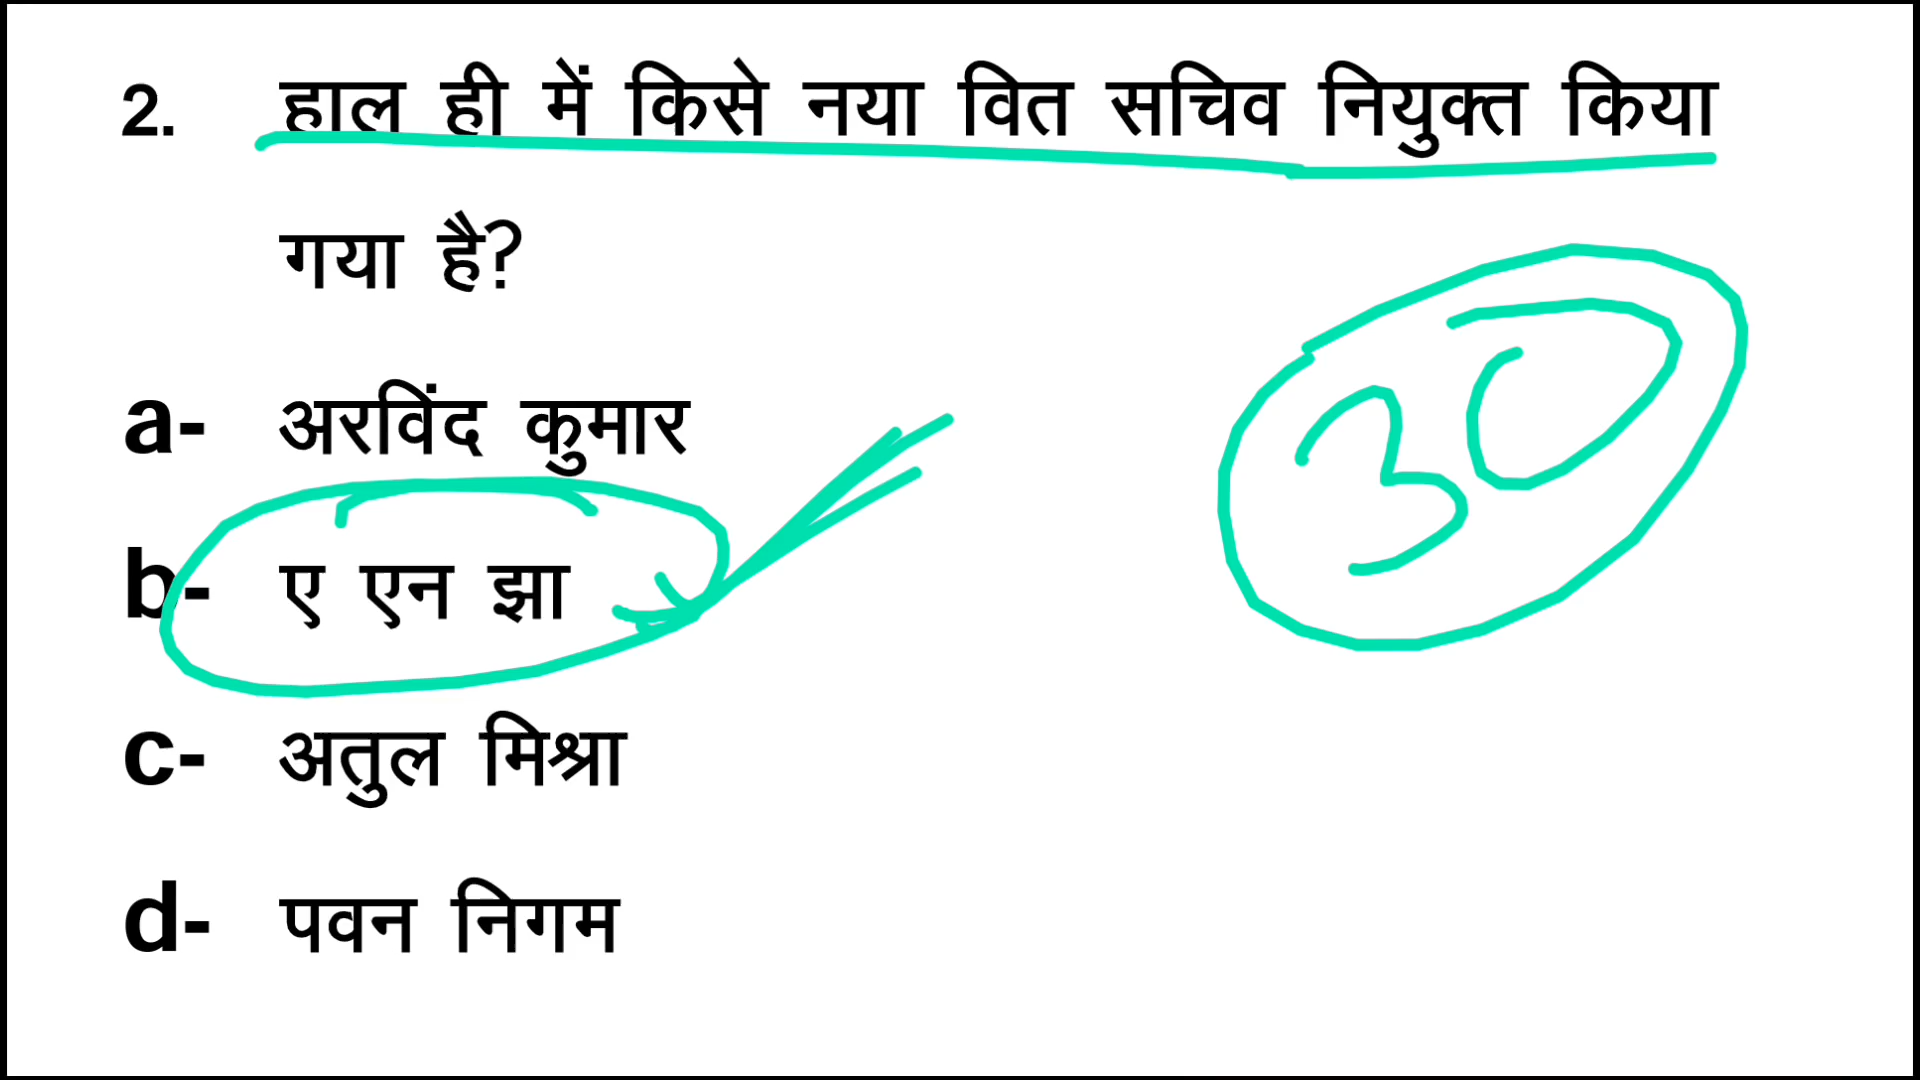 2. हाल ही में किसे नया वित सचिव नियुक्त किया
गया है?
30
a- अरविंद कुमार
b- ए एन झा
c- अतुल मिश्रा
d- पवन निगम